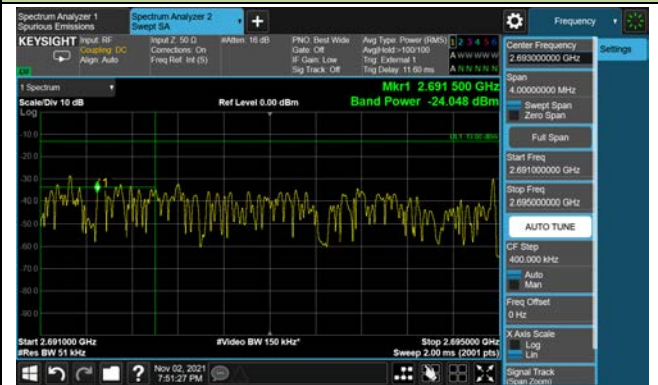 Spectrum Analyzer 1
Spurious Emissions
Spectrum Analyzer 2
Swept SA
+
Frequency
KEYSIGHT
Input: RF
Coupling: DC
Align: Auto
Input Z: 50 Ω
Corrections: On
Freq Ref: Int (S)
#Atten: 16 dB
PNO: Best Wide
Gate: Off
IF Gain: Low
Sig Track: Off
Avg Type: Power (RMS)
Avg|Hold:>100/100
Trig: External 1
Trig Delay: 11.60 ms
1 2 3 4 5 6
A W W W W W
A N N N N N
1 Spectrum
Scale/Div 10 dB
Log
Ref Level 0.00 dBm
Mkr1 2.691 500 GHz
Band Power -24.048 dBm
DL1 -13.00 dBm
1
-10.0
-20.0
-30.0
-40.0
-50.0
-60.0
-70.0
-80.0
-90.0
Start 2.691000 GHz
#Res BW 51 kHz
#Video BW 150 kHz*
Stop 2.695000 GHz
Sweep 2.00 ms (2001 pts)
Nov 02, 2021
7:51:27 PM
Center Frequency
2.693000000 GHz
Settings
Span
4.00000000 MHz
Swept Span
Zero Span
Full Span
Start Freq
2.691000000 GHz
Stop Freq
2.695000000 GHz
AUTO TUNE
CF Step
400.000 kHz
Auto
Man
Freq Offset
0 Hz
X Axis Scale
Log
Lin
Signal Track
(Span Zoom)